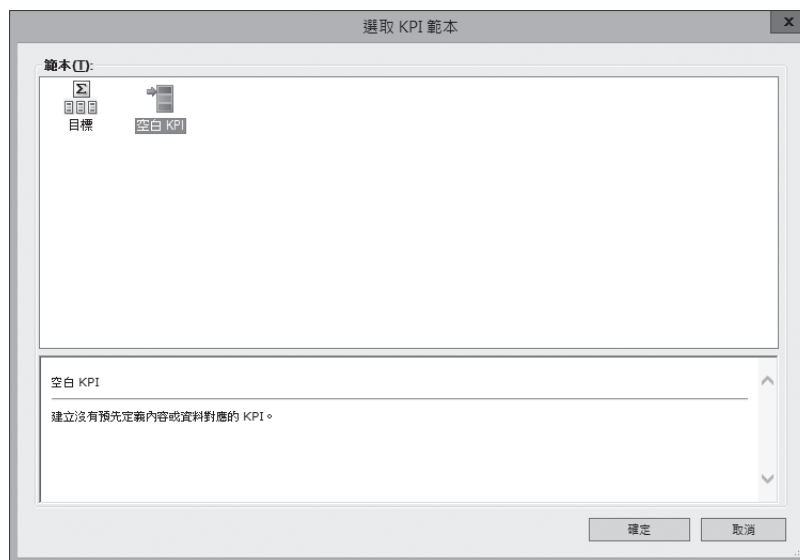 選取 KPI 範本
x
範本(T):
目標
空白 KPI
空白 KPI
建立沒有預先定義內容或資料對應的 KPI。
確定
取消